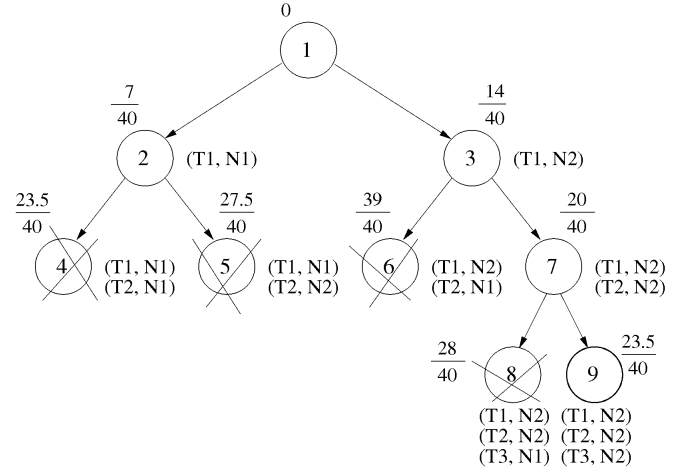 0
1
7
40
14
40
2 (T1, N1)
3 (T1, N2)
23.5
40
27.5
40
39
40
20
40
4 (T1, N1)
(T2, N1)
5 (T1, N1)
(T2, N2)
6 (T1, N2)
(T2, N1)
7 (T1, N2)
(T2, N2)
28
40
23.5
40
8
9
(T1, N2)
(T2, N2)
(T3, N1)
(T1, N2)
(T2, N2)
(T3, N2)